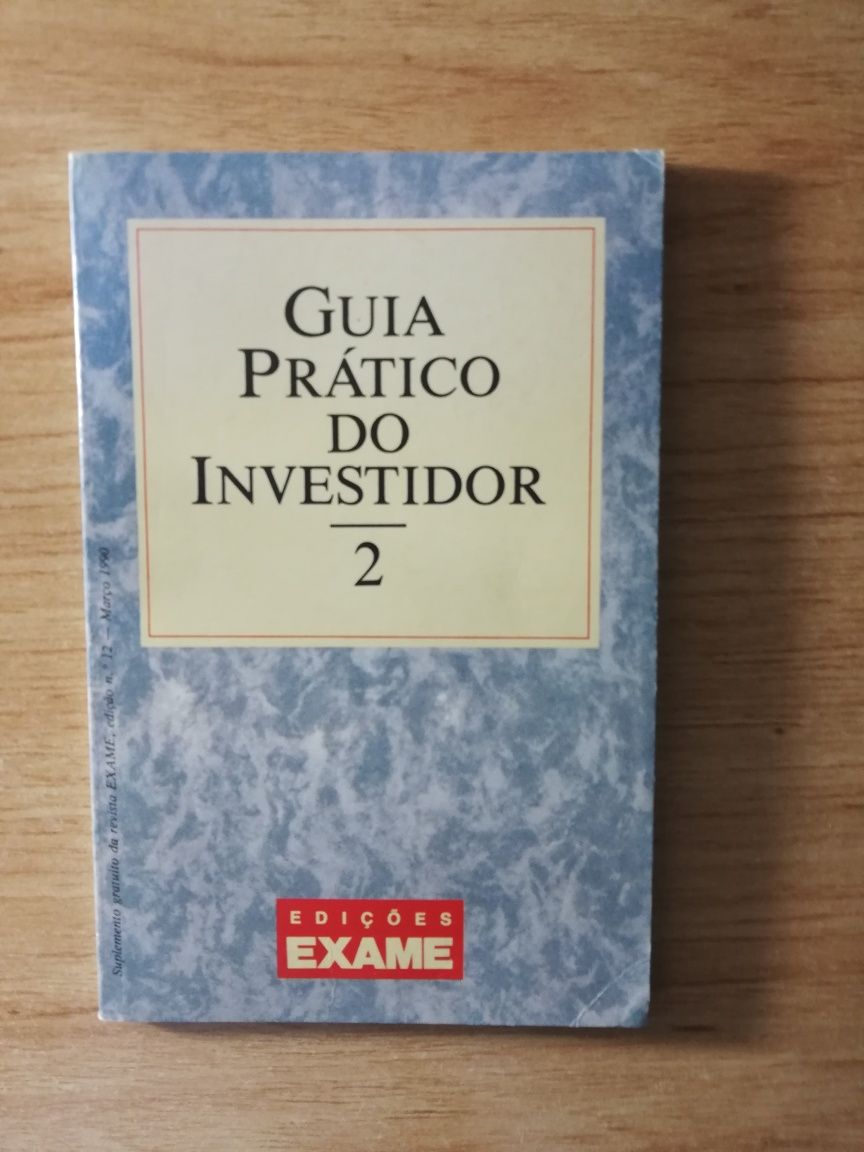 GUIA
PRÁTICO
DO
INVESTIDOR
2
Suplemento gratuito da revista EXAME, edição n.º 12 — Março 1990
EDIÇÕES
EXAME